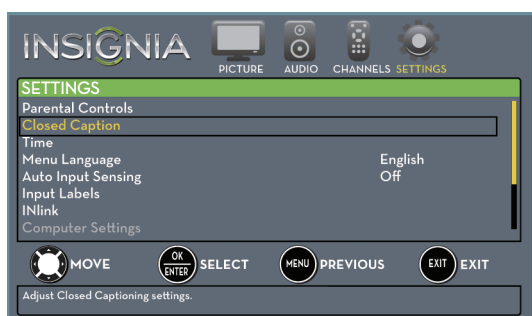 INSIGNIA
PICTURE AUDIO CHANNELS SETTINGS
SETTINGS
Parental Controls
Closed Caption
Time
Menu Language English
Auto Input Sensing Off
Input Labels
INlink
Computer Settings
MOVE OK ENTER SELECT MENU PREVIOUS EXIT EXIT
Adjust Closed Captioning settings.